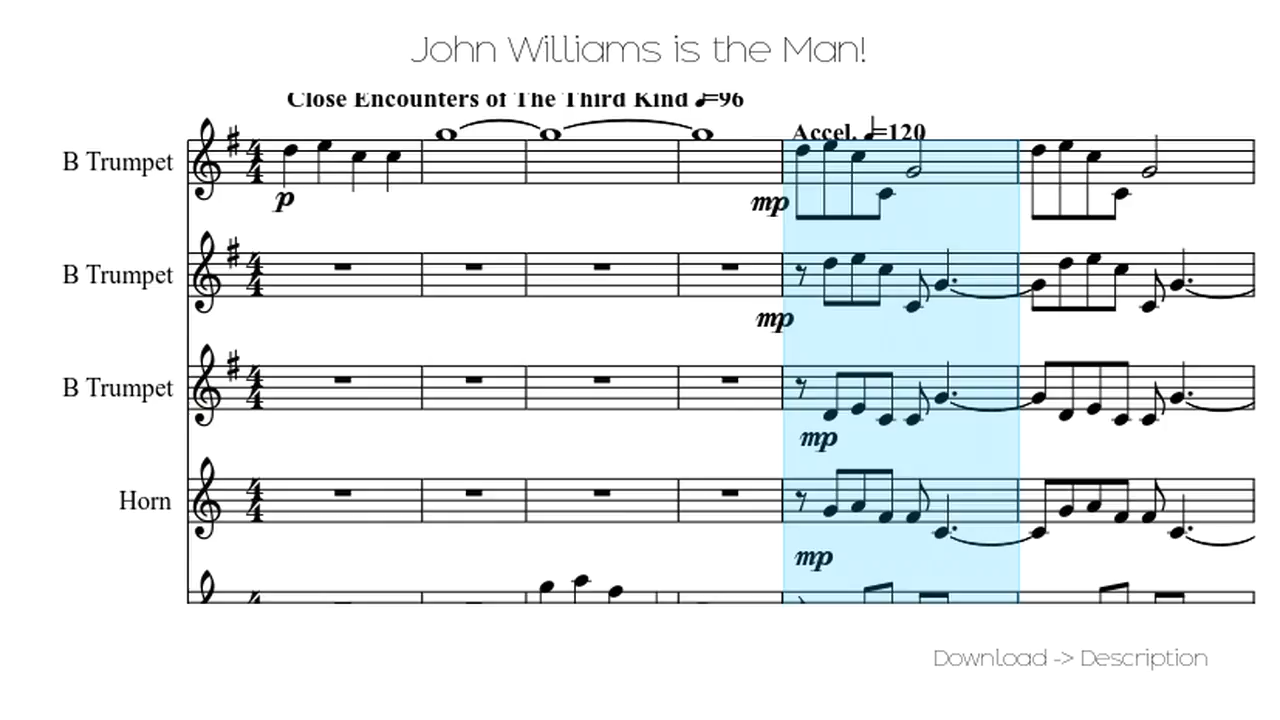 John Williams is the Man!
Close Encounters of The Third Kind ♪=96
Accel. ♩=120
B Trumpet
p
mp
B Trumpet
mp
B Trumpet
mp
Horn
mp
Download -> Description